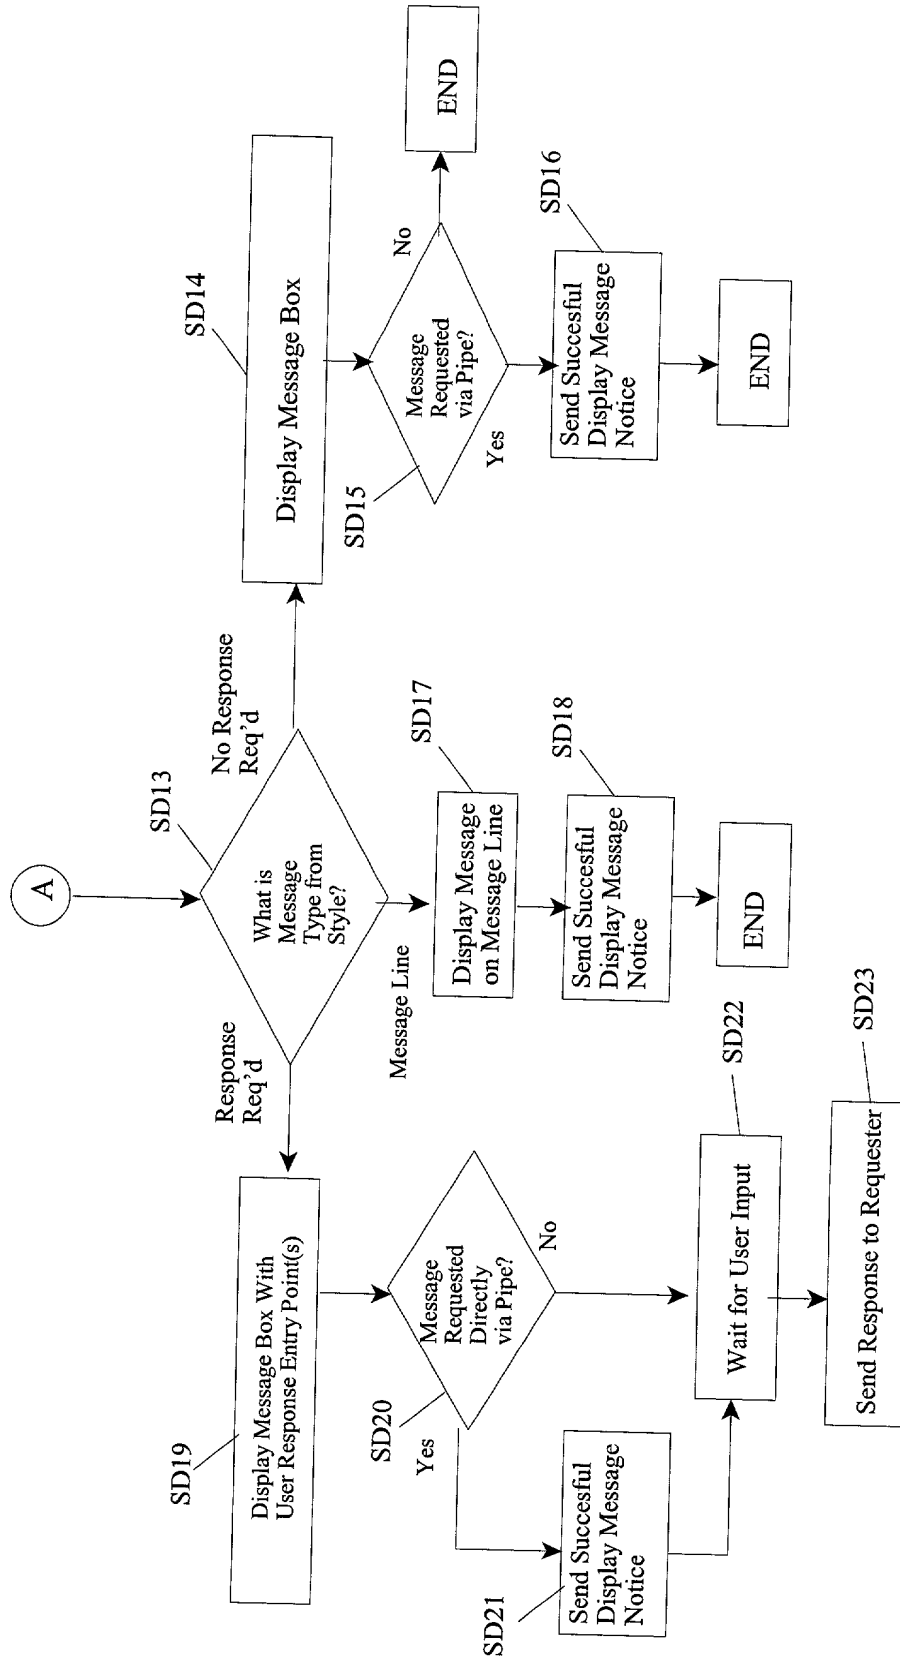 A
SD13
What is
Message
Type from
Style?
Response
Req'd
No Response
Req'd
Message Line
SD14
Display Message Box
SD15
Message
Requested
via Pipe?
No
END
Yes
SD16
Send Succesful
Display Message
Notice
END
SD17
Display Message
on Message Line
SD18
Send Succesful
Display Message
Notice
END
SD19
Display Message Box With
User Response Entry Point(s)
SD20
Message
Requested
Directly
via Pipe?
Yes
No
SD21
Send Succesful
Display Message
Notice
SD22
Wait for User Input
SD23
Send Response to Requester